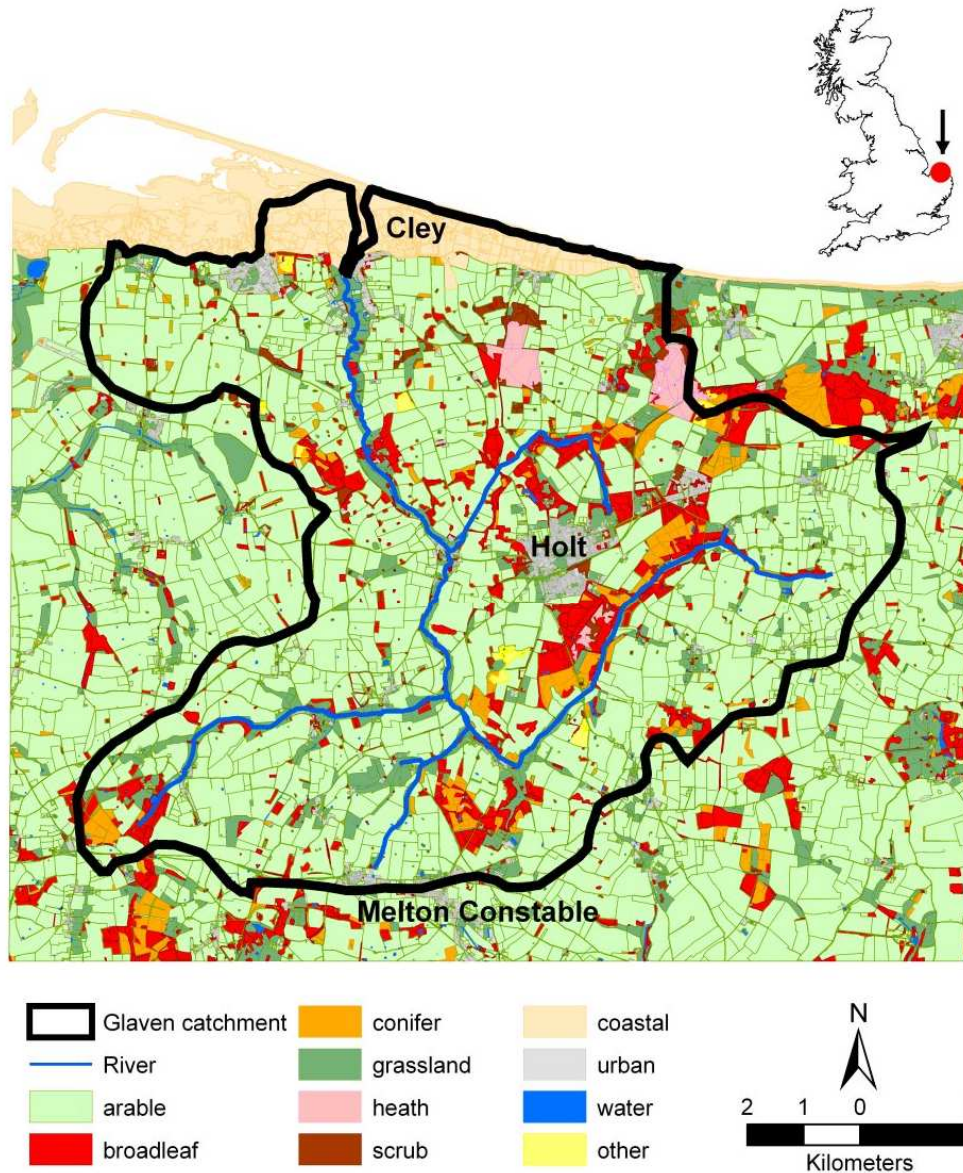 Cley
Holt
Melton Constable
Glaven catchment
River
arable
broadleaf
conifer
grassland
heath
scrub
coastal
urban
water
other
N
2 1 0
Kilometers